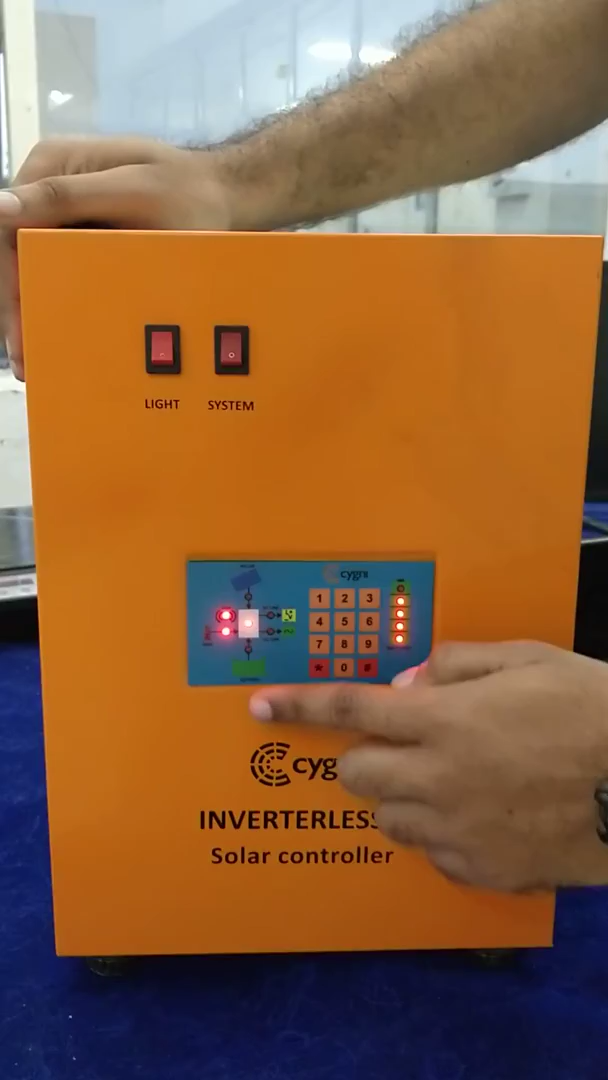 LIGHT
SYSTEM
cygni
1 2 3
4 5 6
7 8 9
* 0 #
cyg
INVERTERLESS
Solar controller